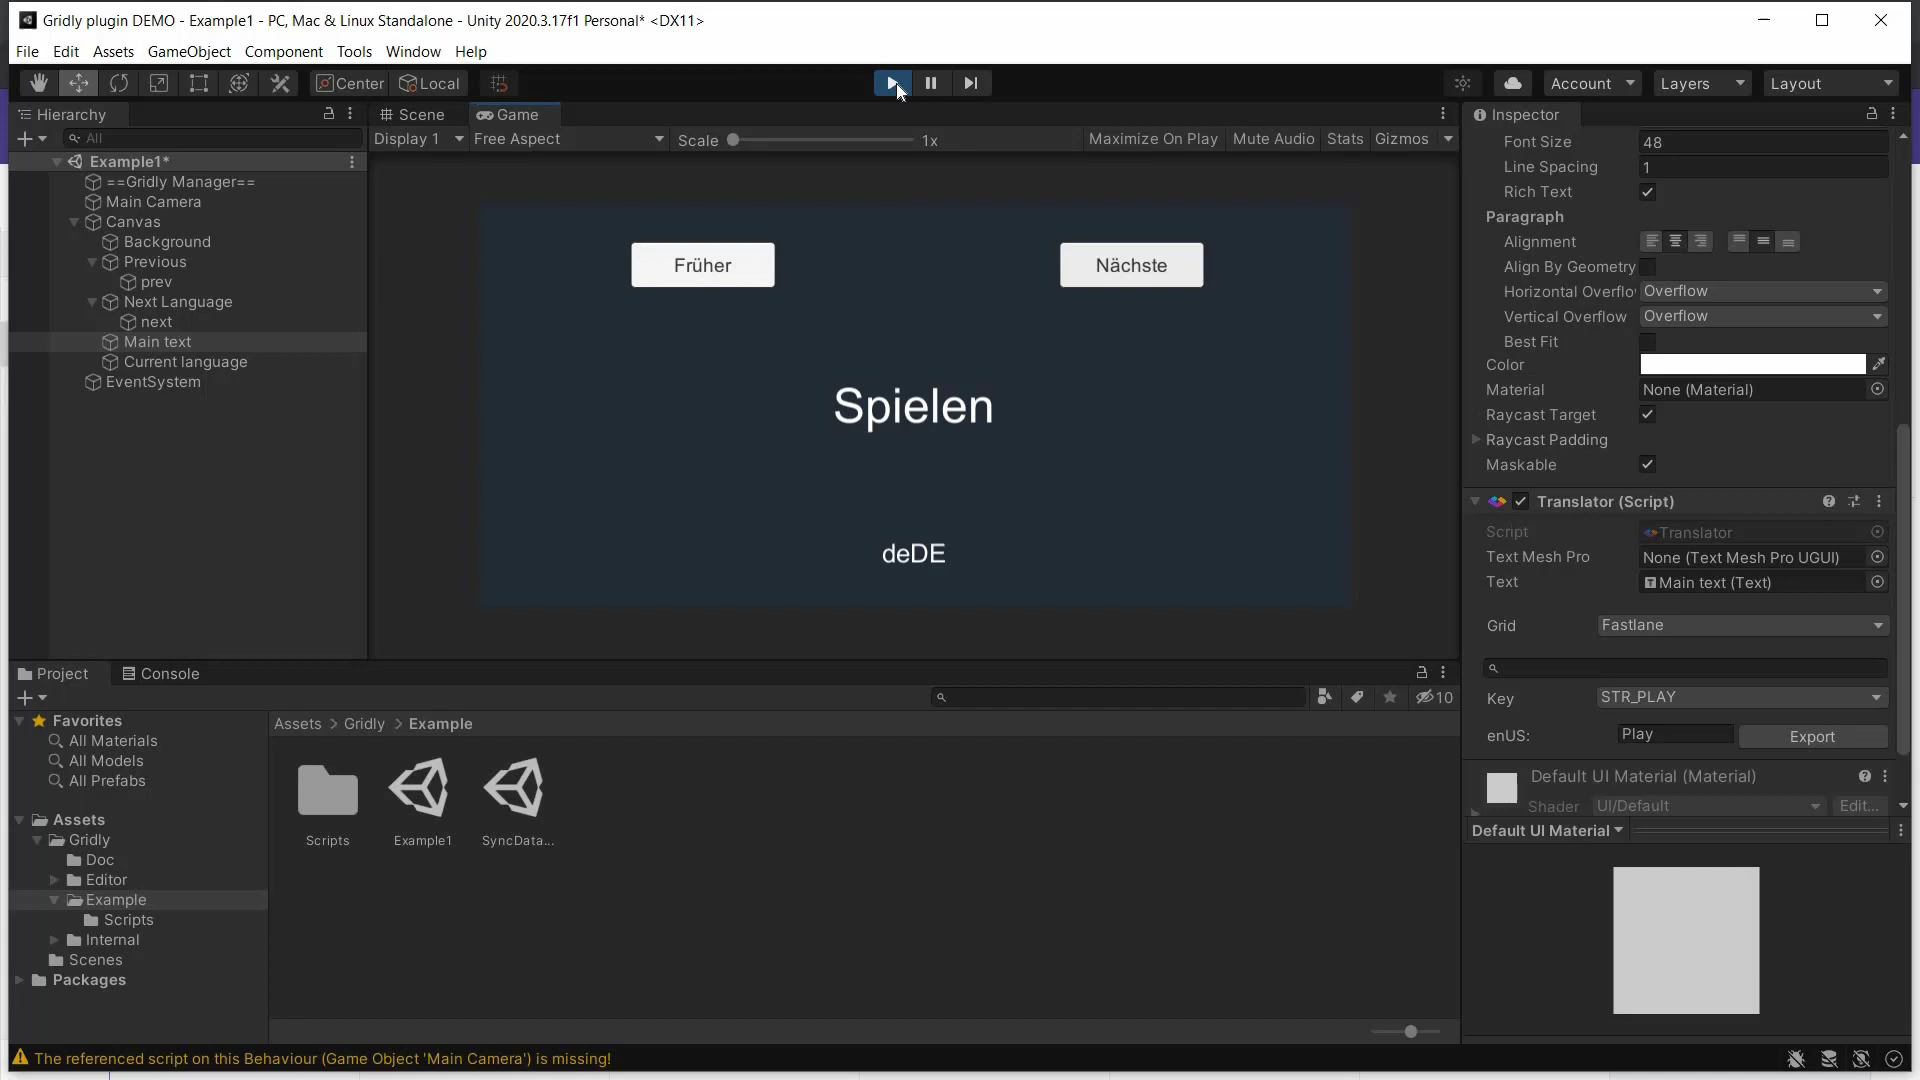 Gridly plugin DEMO - Example1 - PC, Mac & Linux Standalone - Unity 2020.3.17f1 Personal* <DX11>
File Edit Assets GameObject Component Tools Window Help
Center Local Account Layers Layout
Hierarchy
All
Example1*
==Gridly Manager==
Main Camera
Canvas
Background
Previous
prev
Next Language
next
Main text
Current language
EventSystem
Scene Game
Display 1 Free Aspect Scale 1x Maximize On Play Mute Audio Stats Gizmos
Früher
Nächste
Spielen
deDE
Inspector
Font Size 48
Line Spacing 1
Rich Text
Paragraph
Alignment
Align By Geometry
Horizontal Overflo Overflow
Vertical Overflow Overflow
Best Fit
Color
Material None (Material)
Raycast Target
Raycast Padding
Maskable
Translator (Script)
Script Translator
Text Mesh Pro None (Text Mesh Pro UGUI)
Text Main text (Text)
Grid Fastlane
Key STR_PLAY
enUS: Play Export
Default UI Material (Material)
Shader UI/Default Edit...
Default UI Material
Project Console
10
Favorites
All Materials
All Models
All Prefabs
Assets
Gridly
Doc
Editor
Example
Scripts
Internal
Scenes
Packages
Assets > Gridly > Example
Scripts
Example1
SyncData...
The referenced script on this Behaviour (Game Object 'Main Camera') is missing!